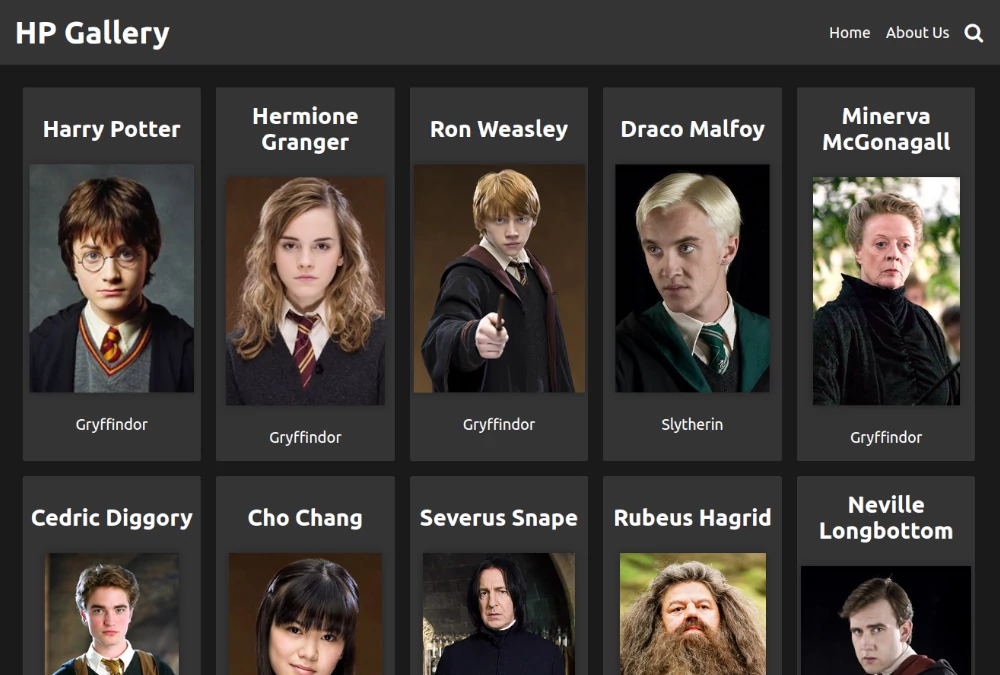 HP Gallery
Home
About Us
Harry Potter
Hermione
Granger
Ron Weasley
Draco Malfoy
Minerva
McGonagall
Gryffindor
Gryffindor
Gryffindor
Slytherin
Gryffindor
Cedric Diggory
Cho Chang
Severus Snape
Rubeus Hagrid
Neville
Longbottom